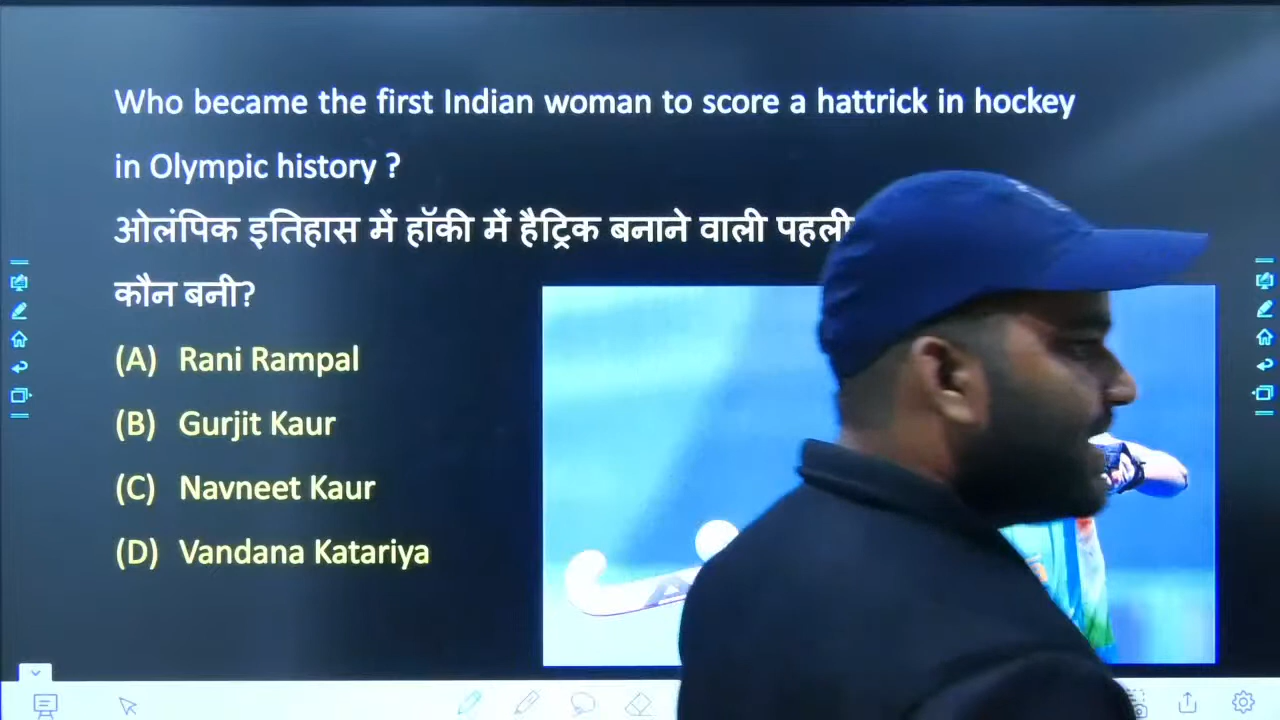 Who became the first Indian woman to score a hattrick in hockey
in Olympic history ?
ओलंपिक इतिहास में हॉकी में हैट्रिक बनाने वाली पहली
कौन बनी?
(A) Rani Rampal
(B) Gurjit Kaur
(C) Navneet Kaur
(D) Vandana Katariya